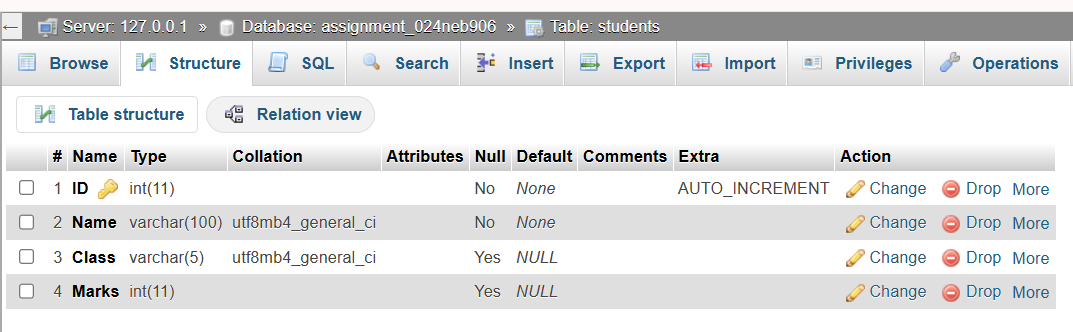 ← Server: 127.0.0.1 » Database: assignment_024neb906 » Table: students
Browse Structure SQL Search Insert Export Import Privileges Operations
Table structure Relation view
# Name Type Collation Attributes Null Default Comments Extra Action
1 ID int(11) No None AUTO_INCREMENT Change Drop More
2 Name varchar(100) utf8mb4_general_ci No None Change Drop More
3 Class varchar(5) utf8mb4_general_ci Yes NULL Change Drop More
4 Marks int(11) Yes NULL Change Drop More